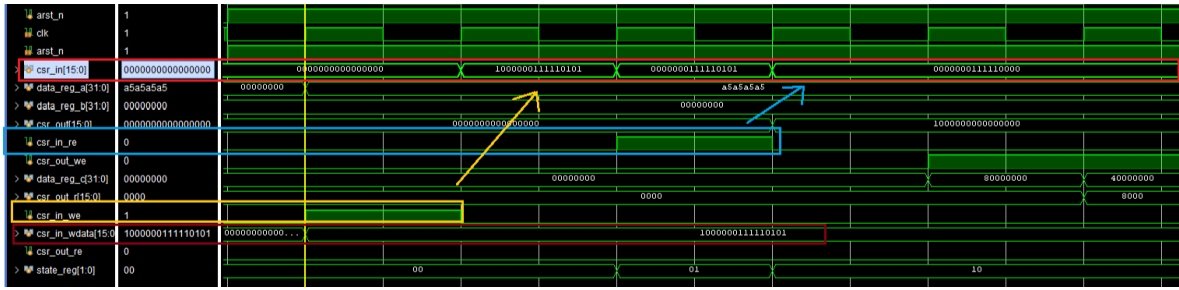 arst_n 1
clk 1
arst_n 1
csr_in[15:0] 0000000000000000 0000000000000000 1000000111110101 0000000111110101 0000000111110000
data_reg_a[31:0] a5a5a5a5 00000000 a5a5a5a5
data_reg_b[31:0] 00000000 00000000
csr_out[15:0] 0000000000000000 0000000000000000 1000000000000000
csr_in_re 0
csr_out_we 0
data_reg_c[31:0] 00000000 00000000 80000000 40000000
csr_out_r[15:0] 0000 0000 8000
csr_in_we 1
csr_in_wdata[15:0 1000000111110101 00000000000... 1000000111110101
csr_out_re 0
state_reg[1:0] 00 00 01 10